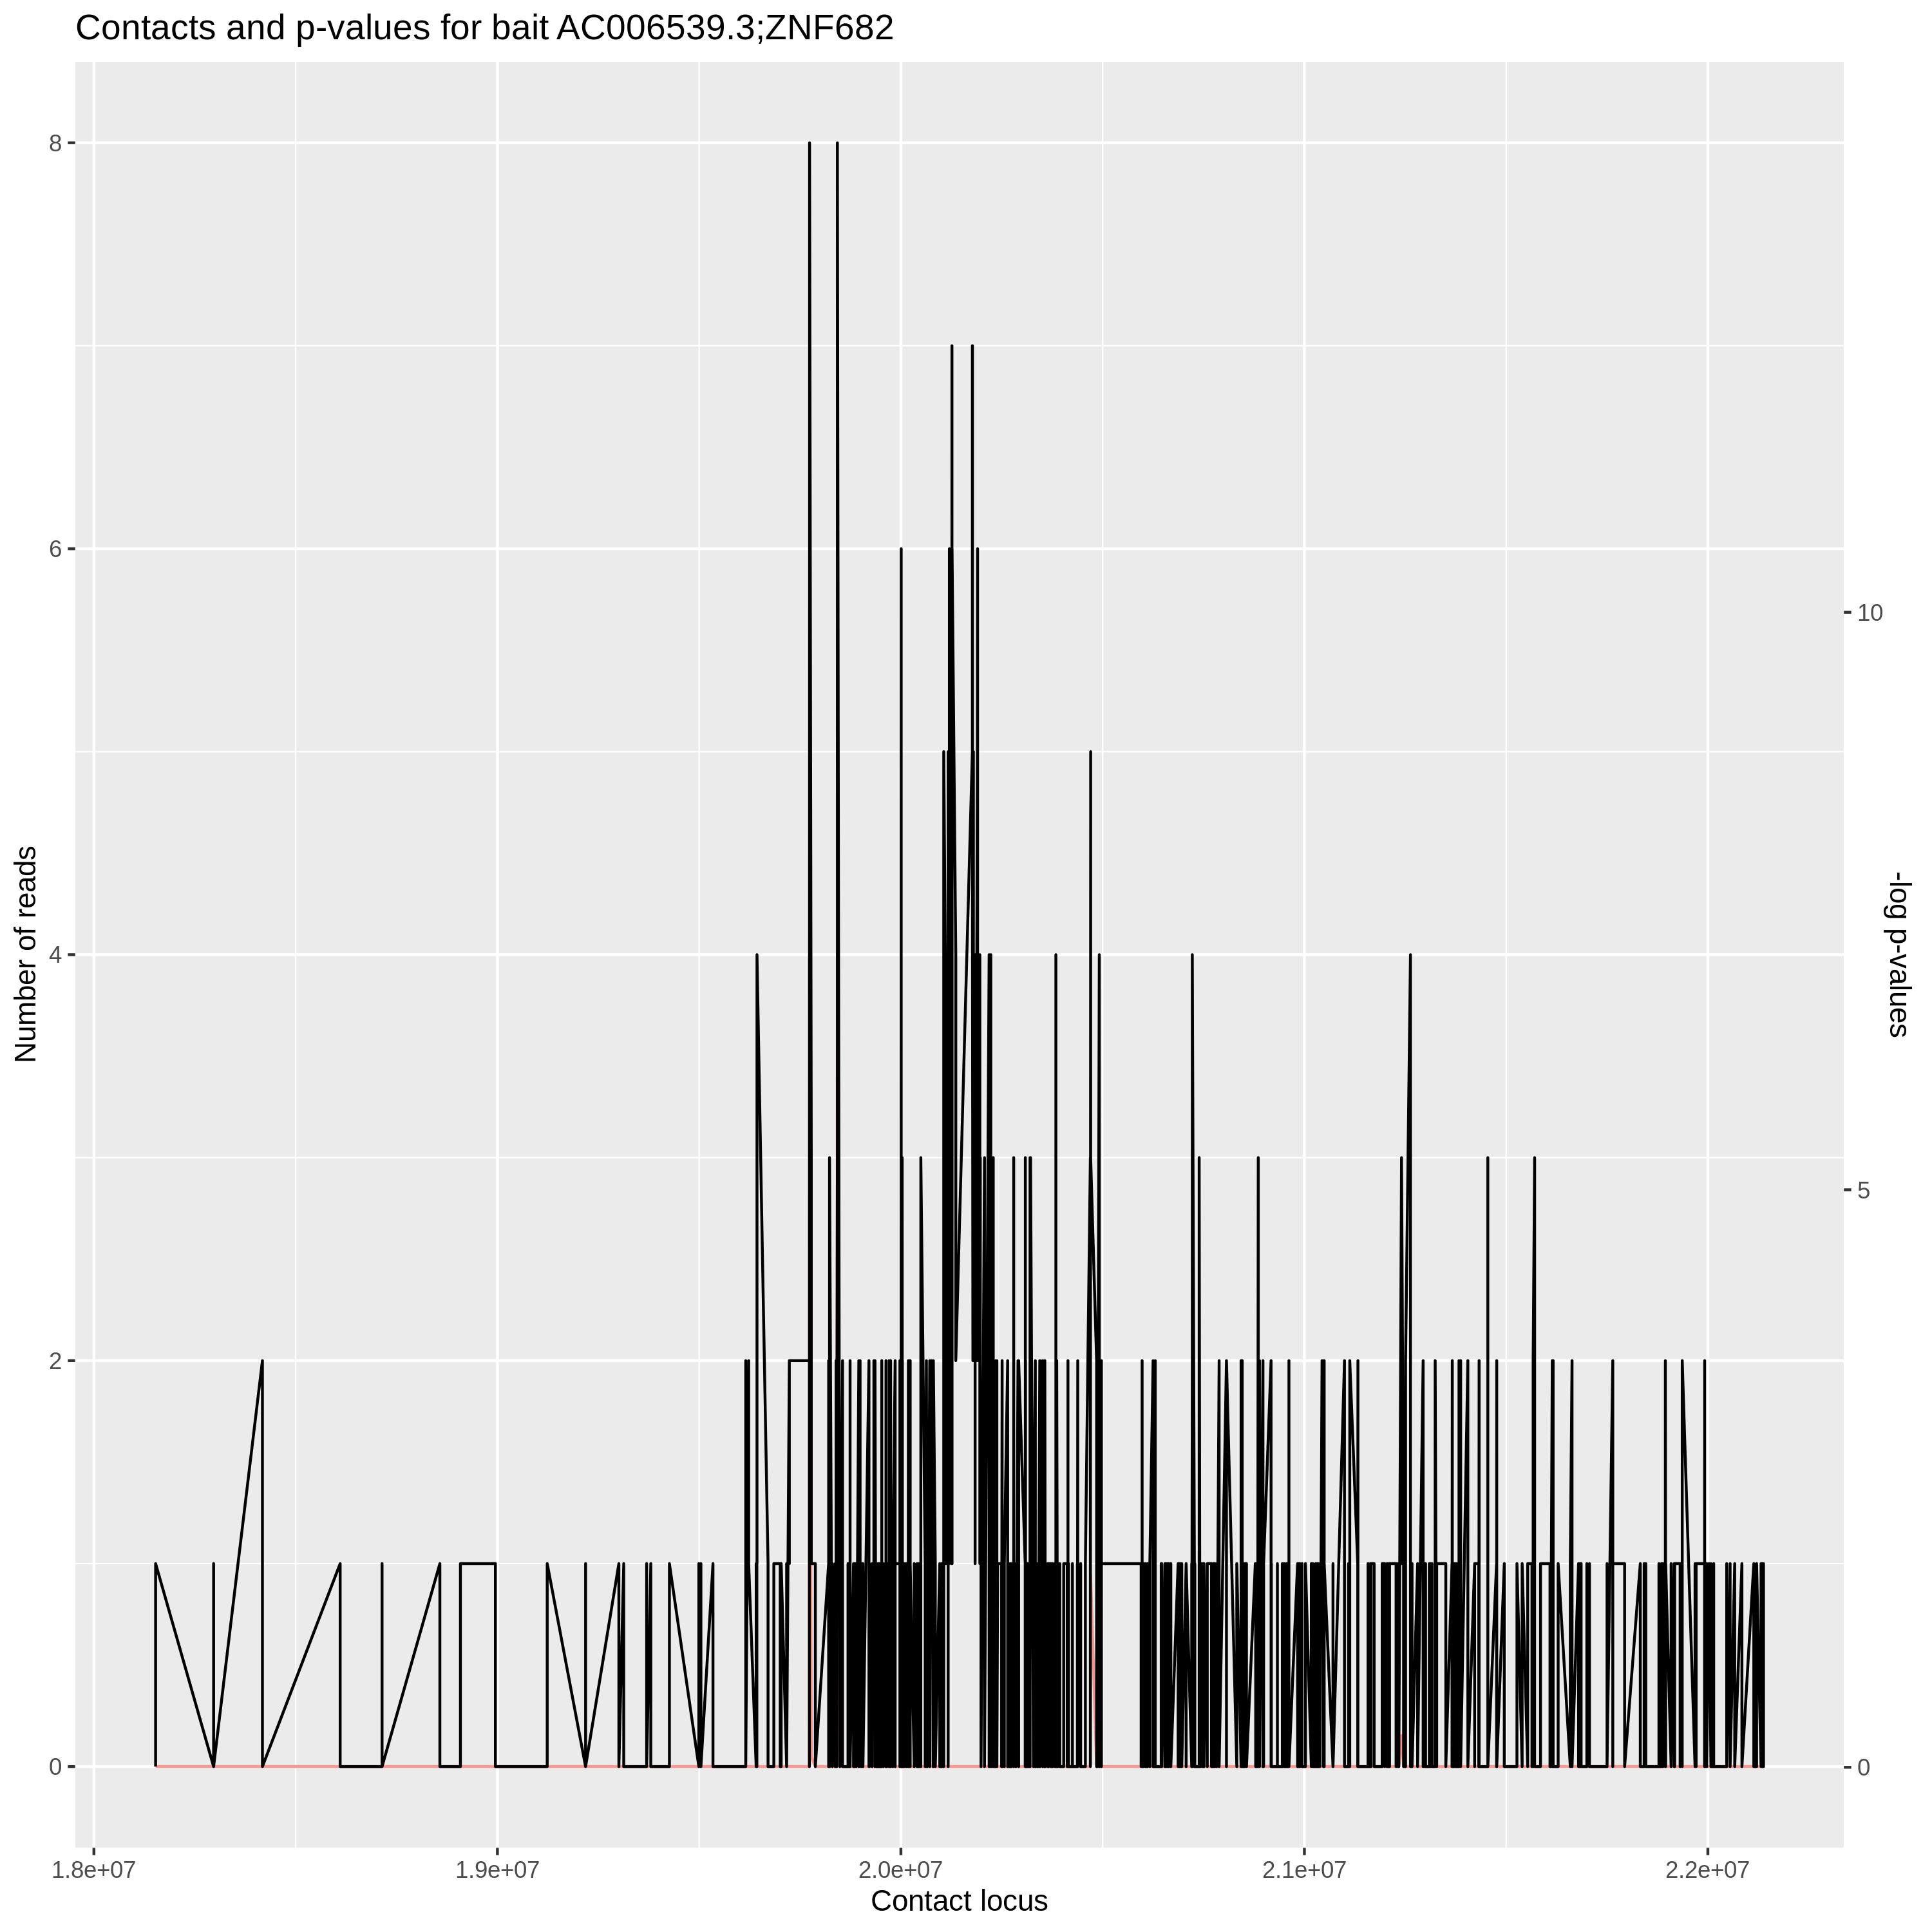 Contacts and p-values for bait AC006539.3;ZNF682
8
6
4
2
0
Number of reads
10
5
0
-log p-values
1.8e+07
1.9e+07
2.0e+07
2.1e+07
2.2e+07
Contact locus